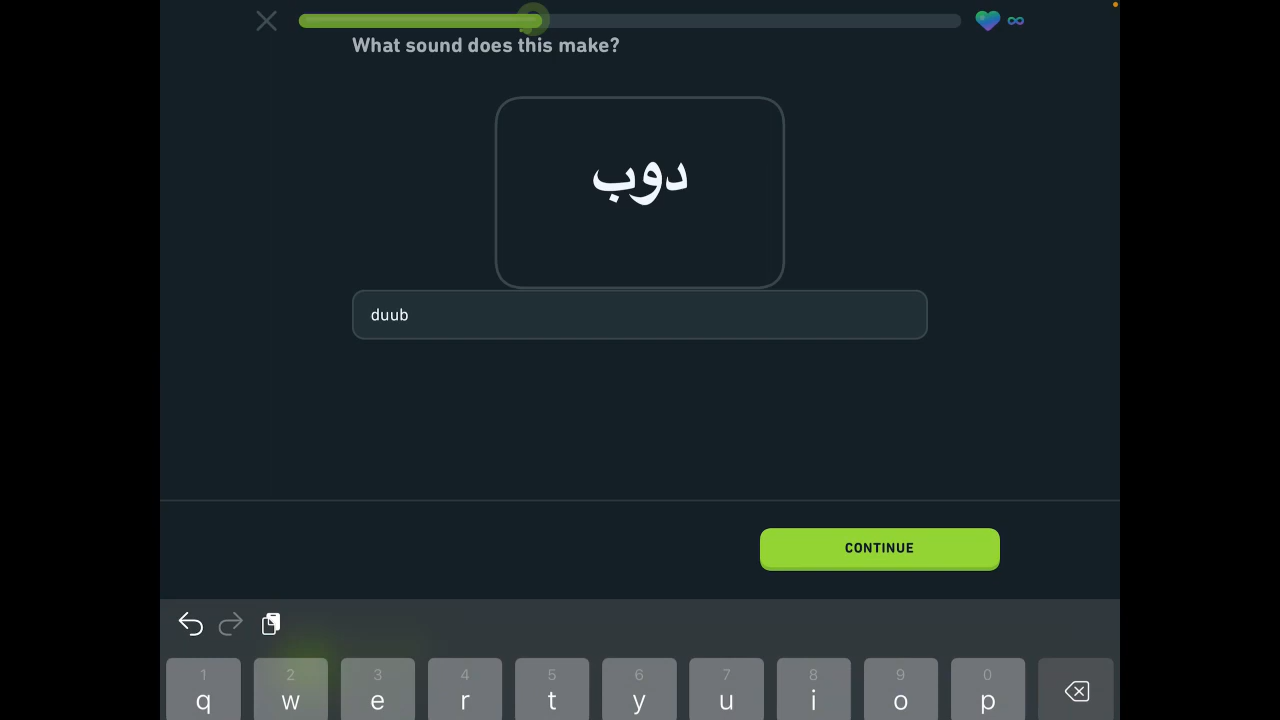 What sound does this make?
دوب
duub
CONTINUE
1 2 3 4 5 6 7 8 9 0
q w e r t y u i o p